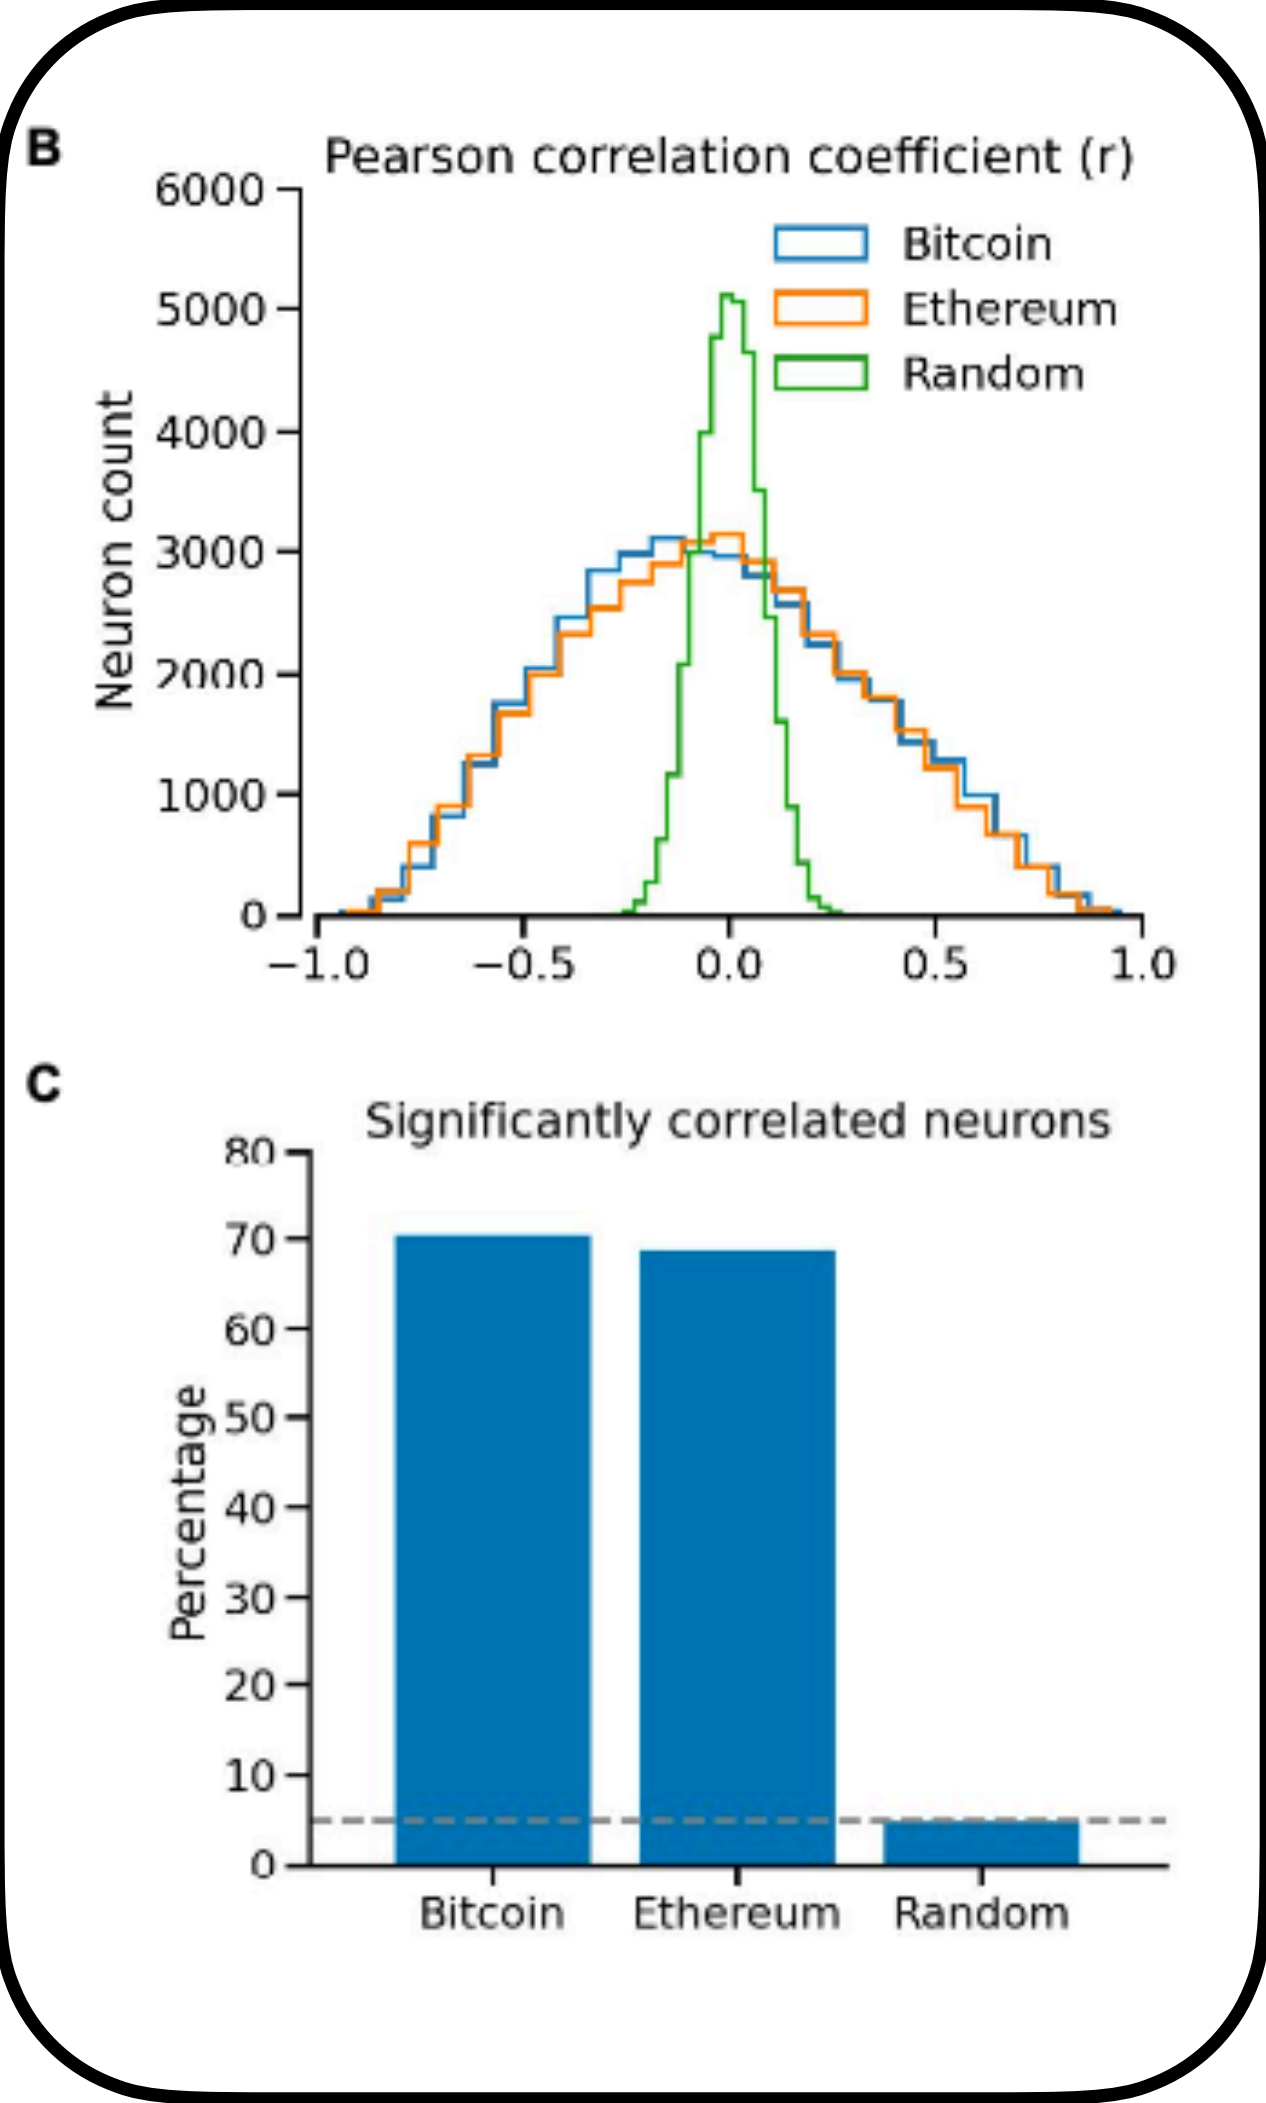 B
Pearson correlation coefficient (r)
6000
5000
4000
3000
2000
1000
0
Neuron count
Bitcoin
Ethereum
Random
−1.0 −0.5 0.0 0.5 1.0
C
Significantly correlated neurons
80
70
60
50
40
30
20
10
0
Percentage
Bitcoin Ethereum Random